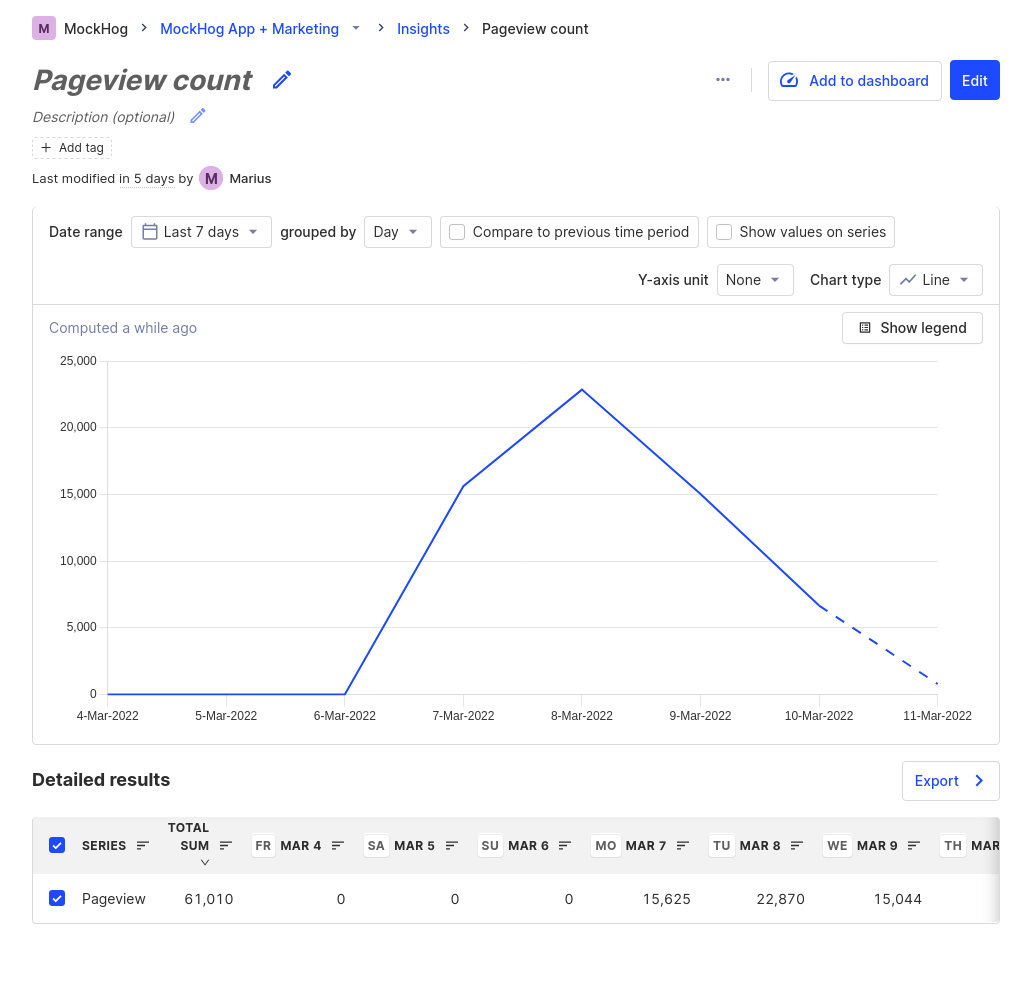 M MockHog > MockHog App + Marketing > Insights > Pageview count
Pageview count
Add to dashboard
Edit
Description (optional)
+ Add tag
Last modified in 5 days by M Marius
Date range Last 7 days grouped by Day Compare to previous time period Show values on series
Y-axis unit None Chart type Line
Computed a while ago
Show legend
25,000
20,000
15,000
10,000
5,000
0
4-Mar-2022 5-Mar-2022 6-Mar-2022 7-Mar-2022 8-Mar-2022 9-Mar-2022 10-Mar-2022 11-Mar-2022
Detailed results
Export
SERIES TOTAL SUM FR MAR 4 SA MAR 5 SU MAR 6 MO MAR 7 TU MAR 8 WE MAR 9 TH MAR
Pageview 61,010 0 0 0 15,625 22,870 15,044